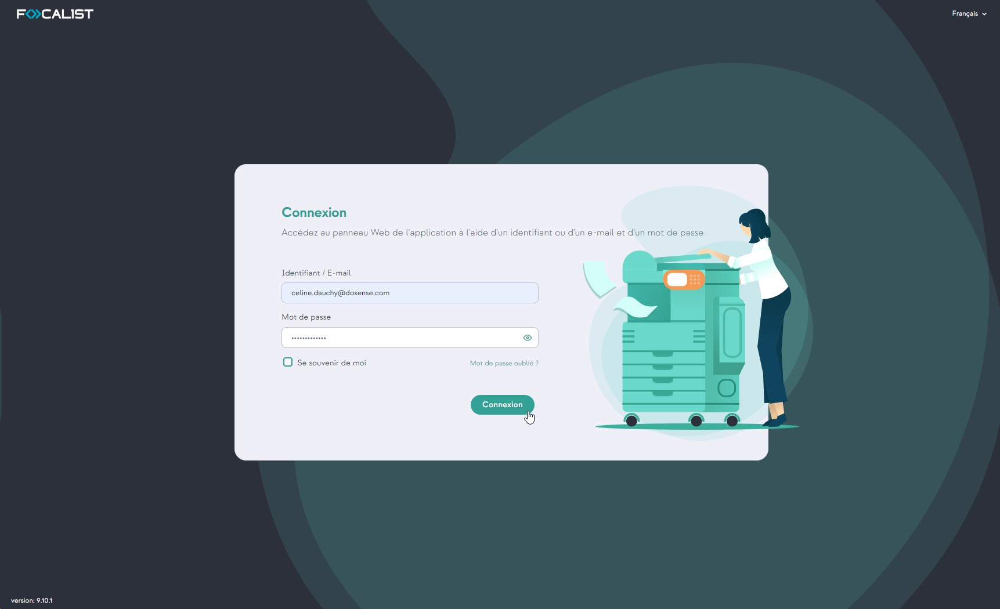 FOCALIST
Français
Connexion
Accédez au panneau Web de l'application à l'aide d'un identifiant ou d'un e-mail et d'un mot de passe
Identifiant / E-mail
celine.dauchy@doxense.com
Mot de passe
•••••••••••••
Se souvenir de moi
Mot de passe oublié ?
Connexion
version: 9.10.1